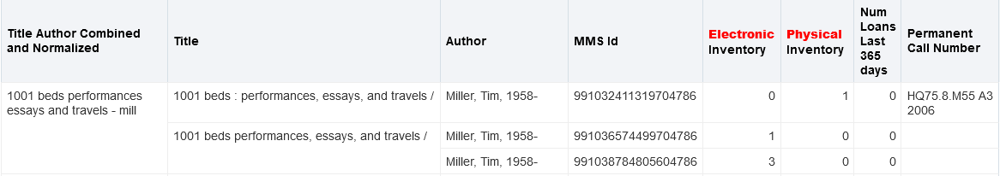 Title Author Combined and Normalized
Title
Author
MMS Id
Electronic Inventory
Physical Inventory
Num Loans Last 365 days
Permanent Call Number
1001 beds performances essays and travels - mill
1001 beds : performances, essays, and travels /
Miller, Tim, 1958-
991032411319704786
0
1
0
HQ75.8.M55 A3 2006
1001 beds performances, essays, and travels /
Miller, Tim, 1958-
991036574499704786
1
0
0
Miller, Tim, 1958-
991038784805604786
3
0
0